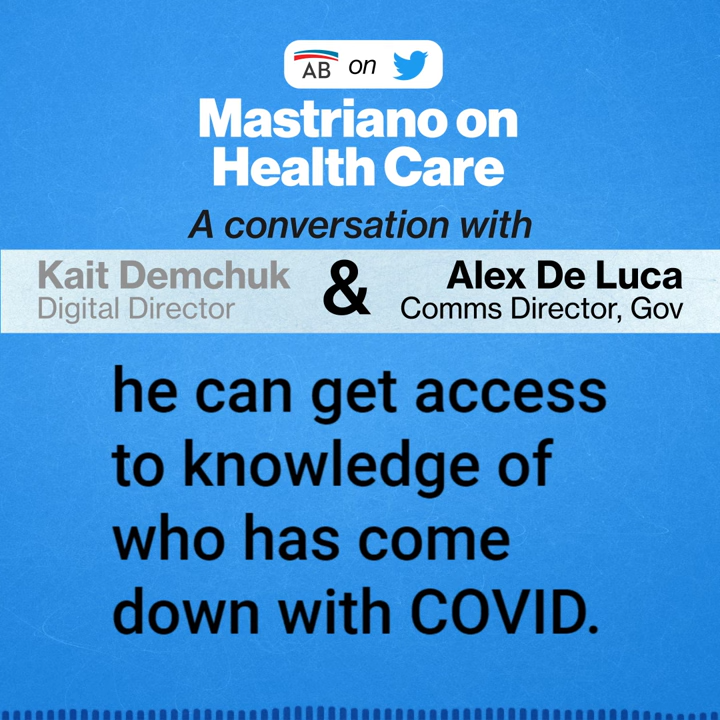 AB on
Mastriano on
Health Care
A conversation with
Kait Demchuk & Alex De Luca
Digital Director Comms Director, Gov
he can get access
to knowledge of
who has come
down with COVID.